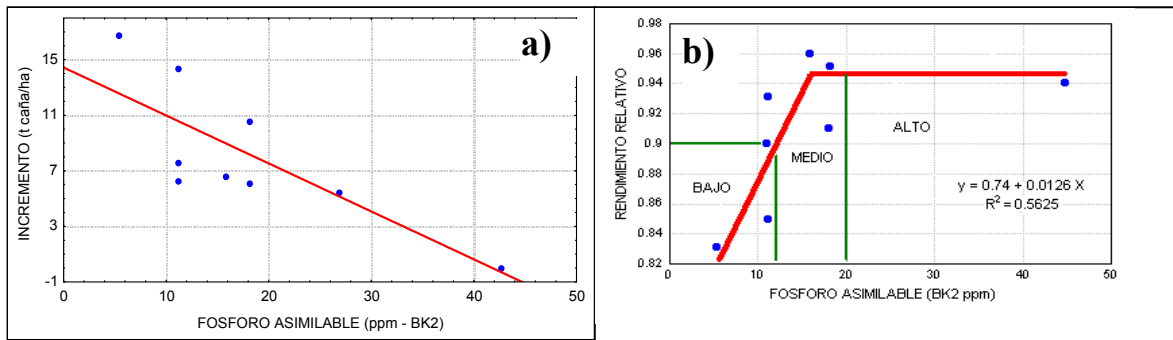 a)
INCREMENTO (t caña/ha)
15
11
7
3
-1
0 10 20 30 40 50
FOSFORO ASIMILABLE (ppm - BK2)
b)
RENDIMIENTO RELATIVO
0.98
0.96
0.94
0.92
0.9
0.88
0.86
0.84
0.82
ALTO
MEDIO
BAJO
y = 0.74 + 0.0126 X
R² = 0.5625
0 10 20 30 40 50
FOSFORO ASIMILABLE (BK2 ppm)